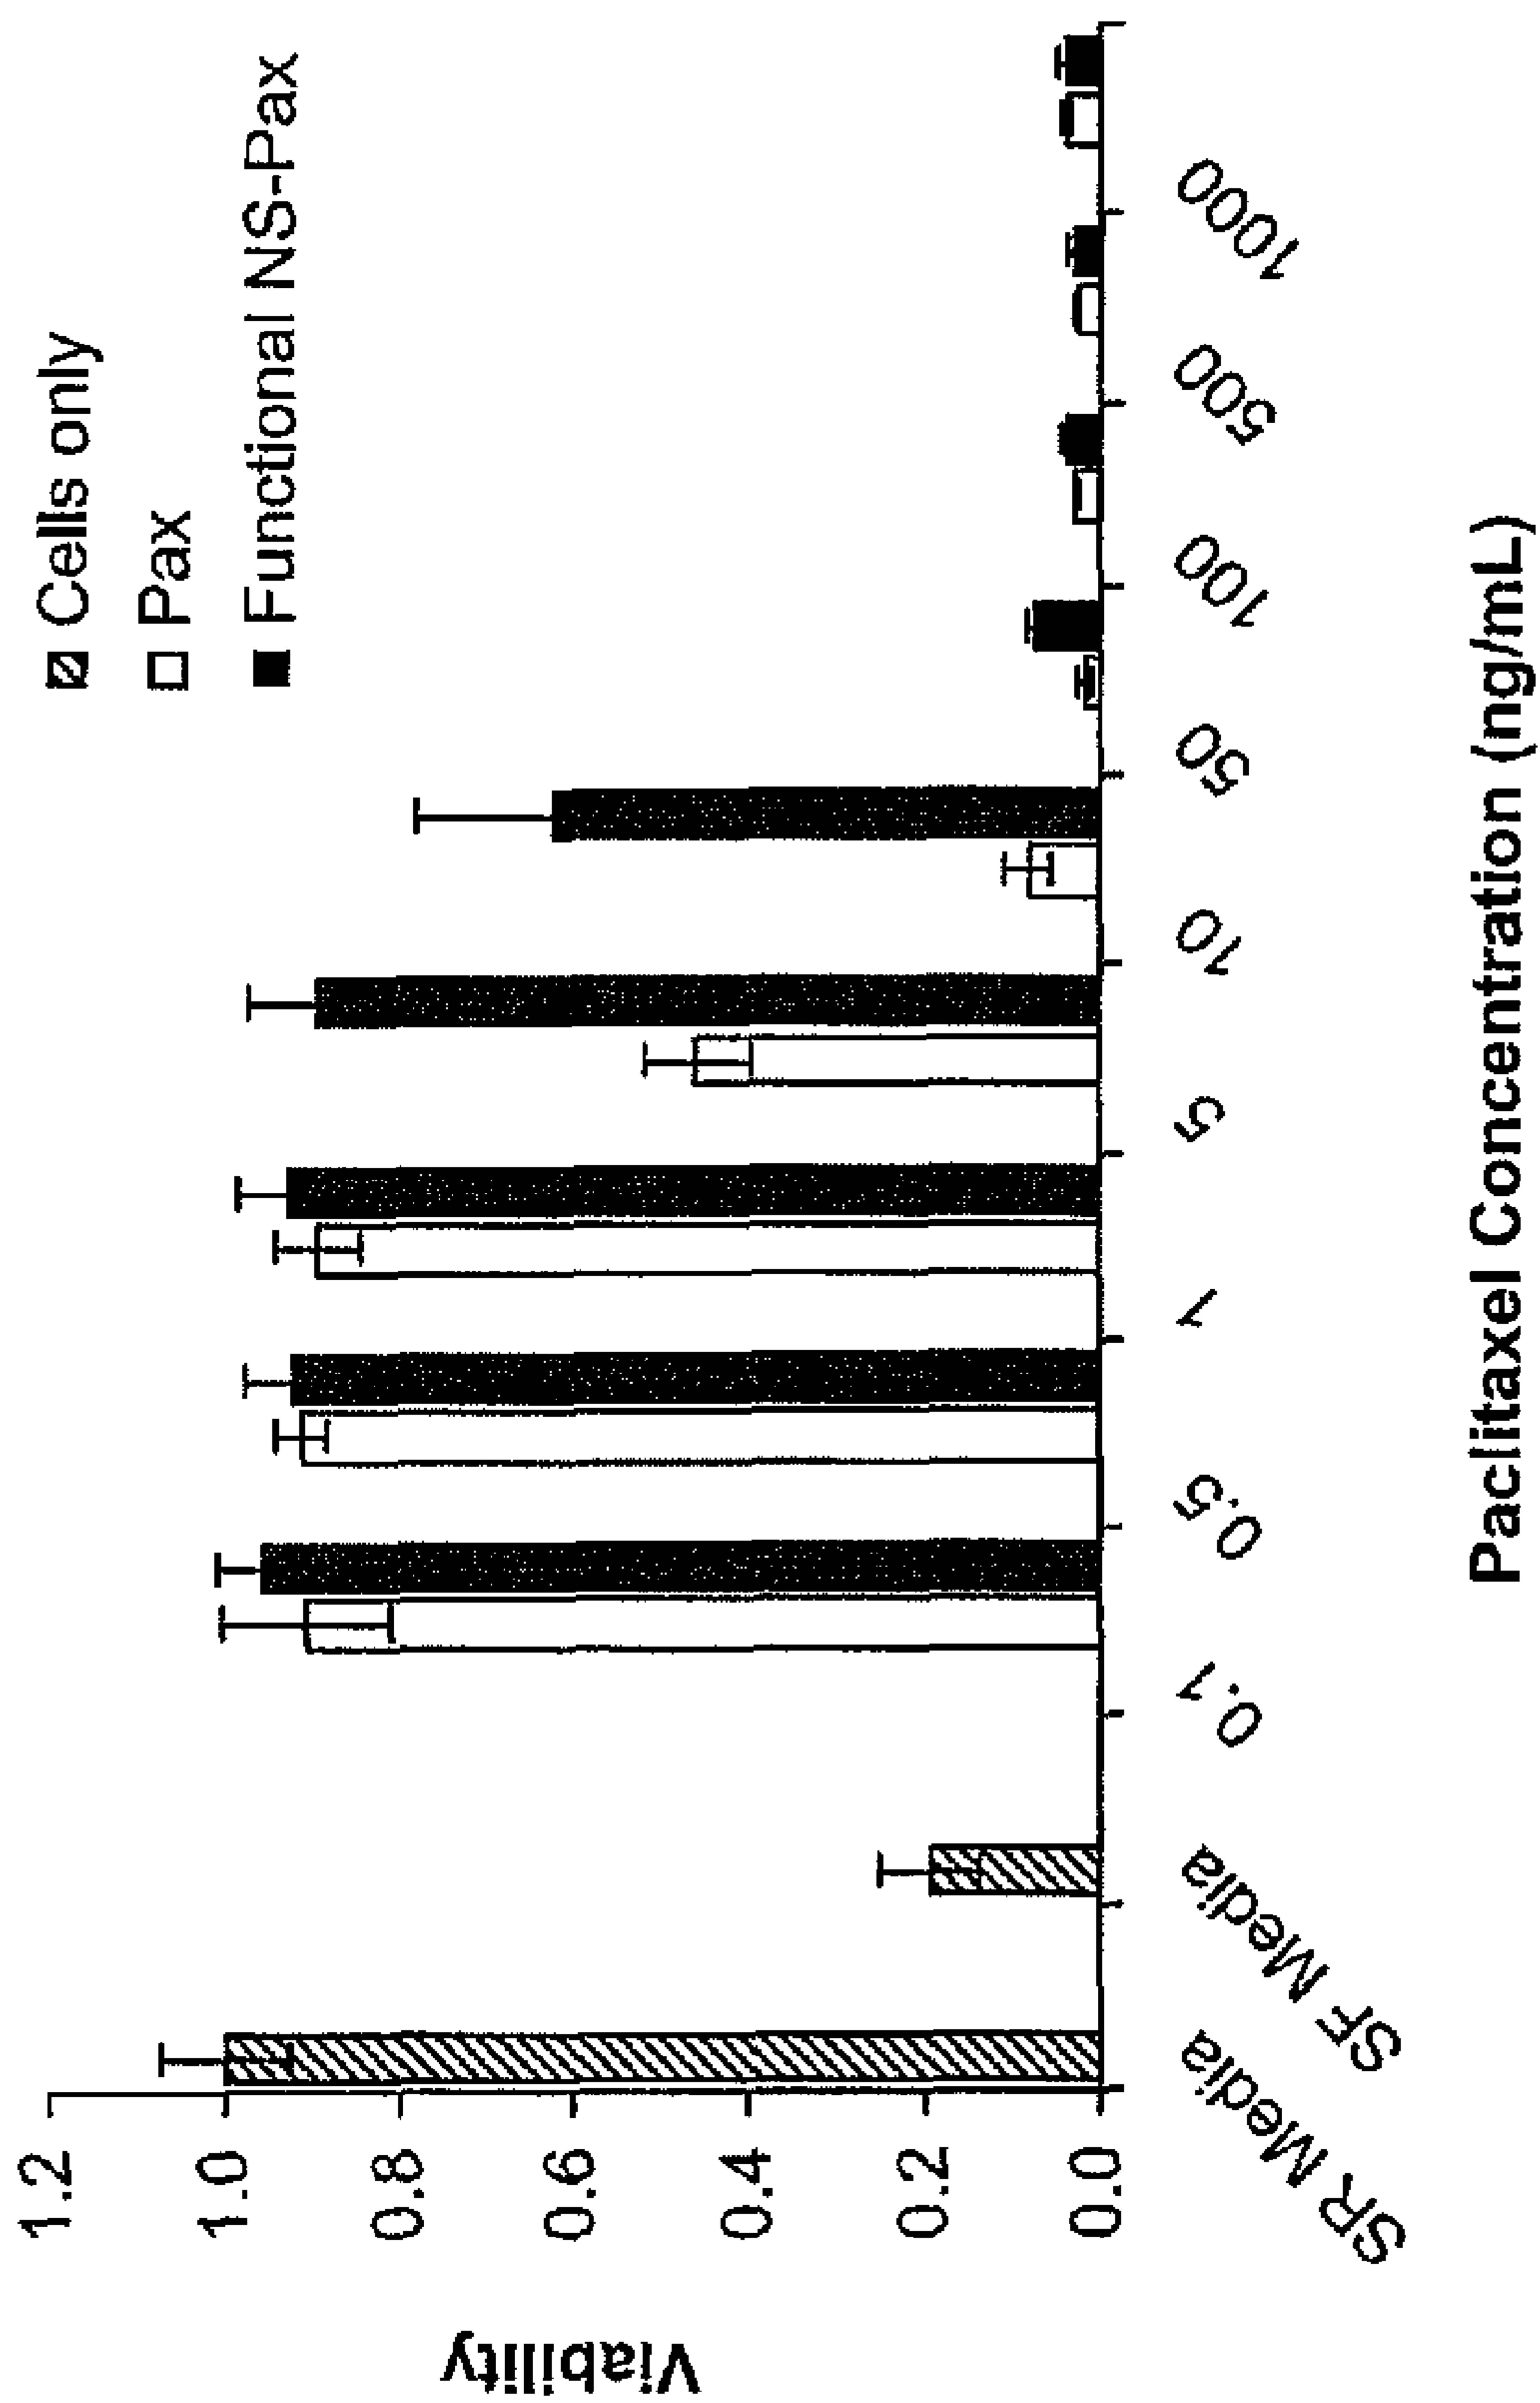 Cells only
Pax
Functional NS-Pax
Viability
1.2
1.0
0.8
0.6
0.4
0.2
0.0
SR Media
SF Media
0.1
0.5
1
5
10
50
100
500
1000
Paclitaxel Concentration (ng/mL)